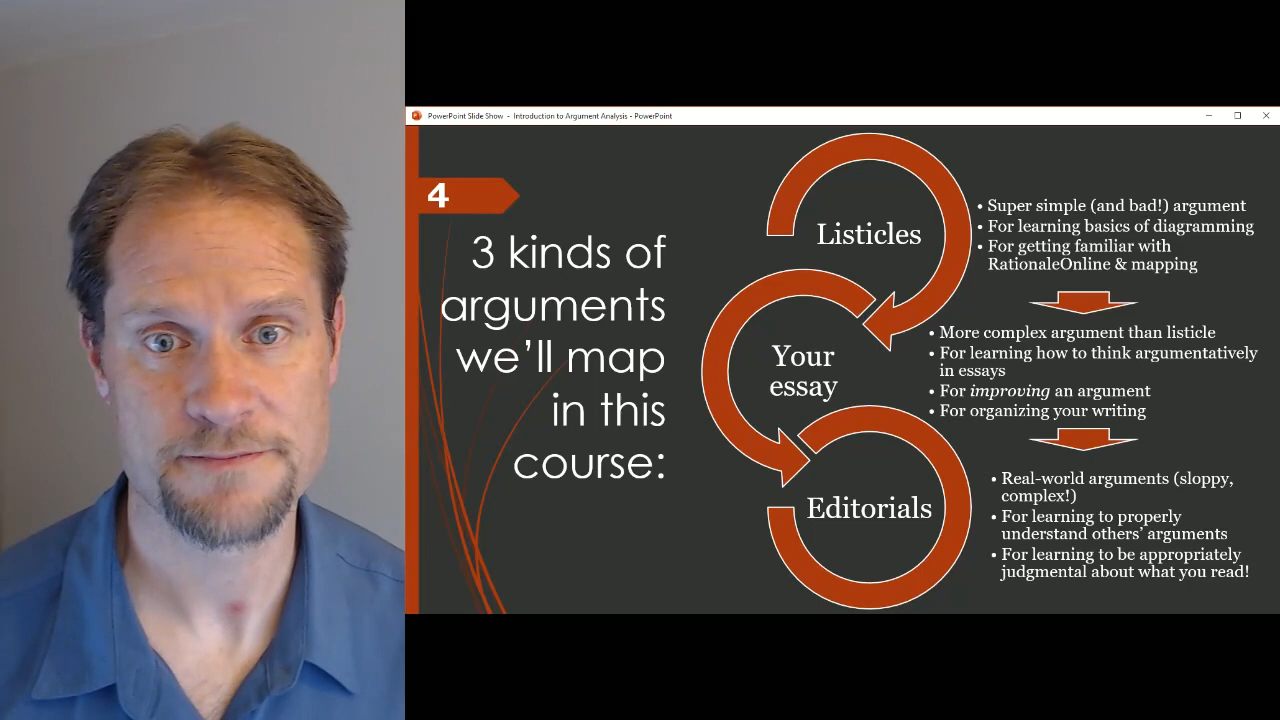 PowerPoint Slide Show - Introduction to Argument Analysis - PowerPoint
4
3 kinds of
arguments
we'll map
in this
course:
Listicles
• Super simple (and bad!) argument
• For learning basics of diagramming
• For getting familiar with
RationaleOnline & mapping
Your
essay
• More complex argument than listicle
• For learning how to think argumentatively
in essays
• For improving an argument
• For organizing your writing
Editorials
• Real-world arguments (sloppy,
complex!)
• For learning to properly
understand others' arguments
• For learning to be appropriately
judgmental about what you read!